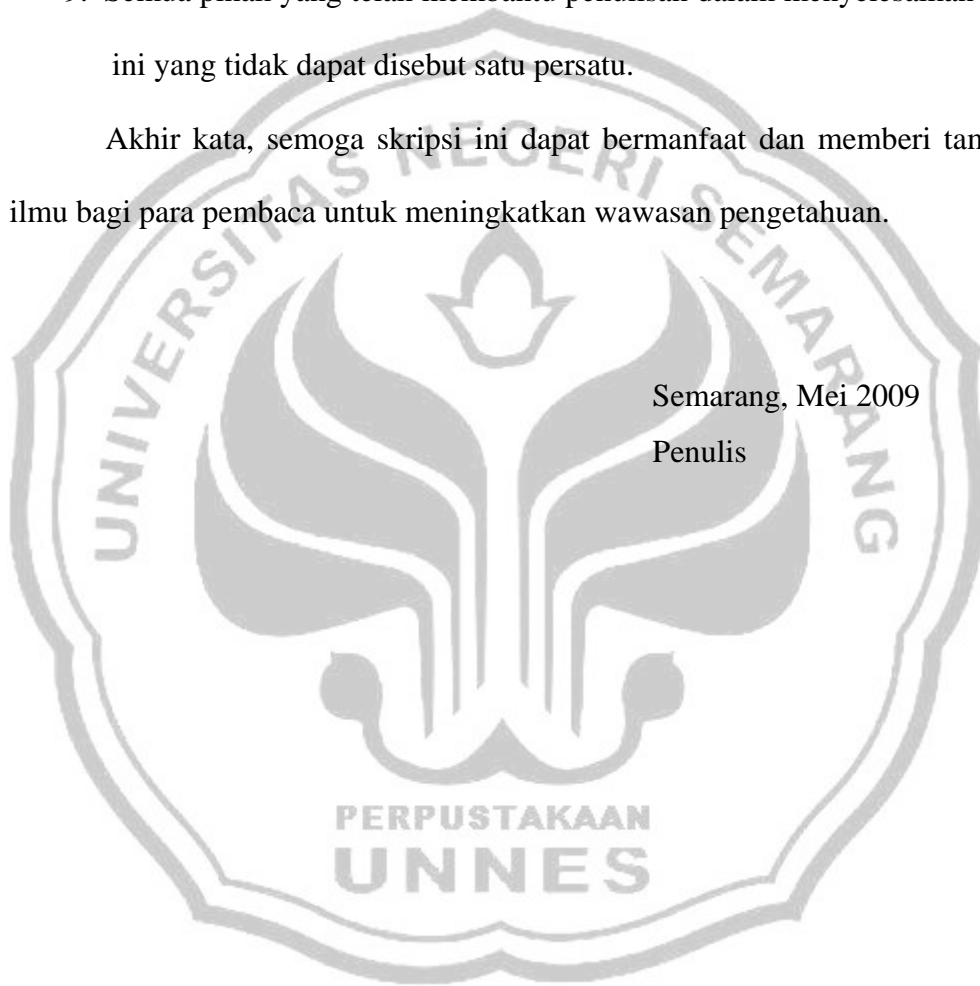 ini yang tidak dapat disebut satu persatu.
Akhir kata, semoga skripsi ini dapat bermanfaat dan memberi
ilmu bagi para pembaca untuk meningkatkan wawasan pengetahuan.
Semarang, Mei 2009
Penulis
UNIVERSITAS NEGERI SEMARANG
PERPUSTAKAAN
UNNES